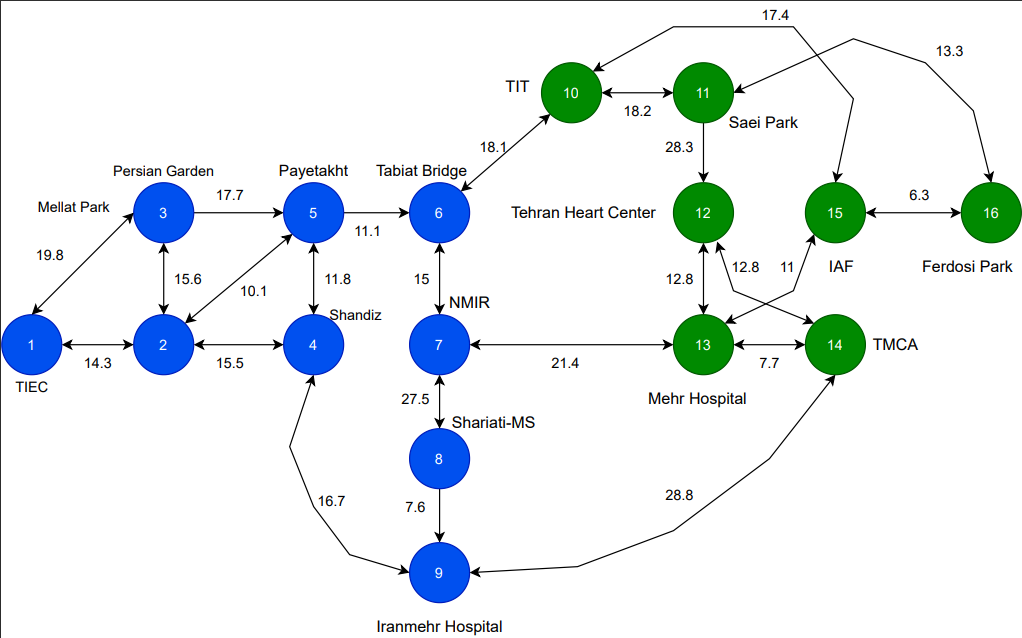 17.4
13.3
TIT
10
11
18.2
Saei Park
18.1
28.3
Persian Garden
Payetakht
Tabiat Bridge
Mellat Park
3
17.7
5
11.1
6
Tehran Heart Center
12
15
6.3
16
19.8
15.6
10.1
11.8
15
12.8
12.8
11
IAF
Ferdosi Park
NMIR
Shandiz
1
14.3
2
15.5
4
7
21.4
13
7.7
14
TMCA
TIEC
27.5
Mehr Hospital
Shariati-MS
8
16.7
7.6
28.8
9
Iranmehr Hospital